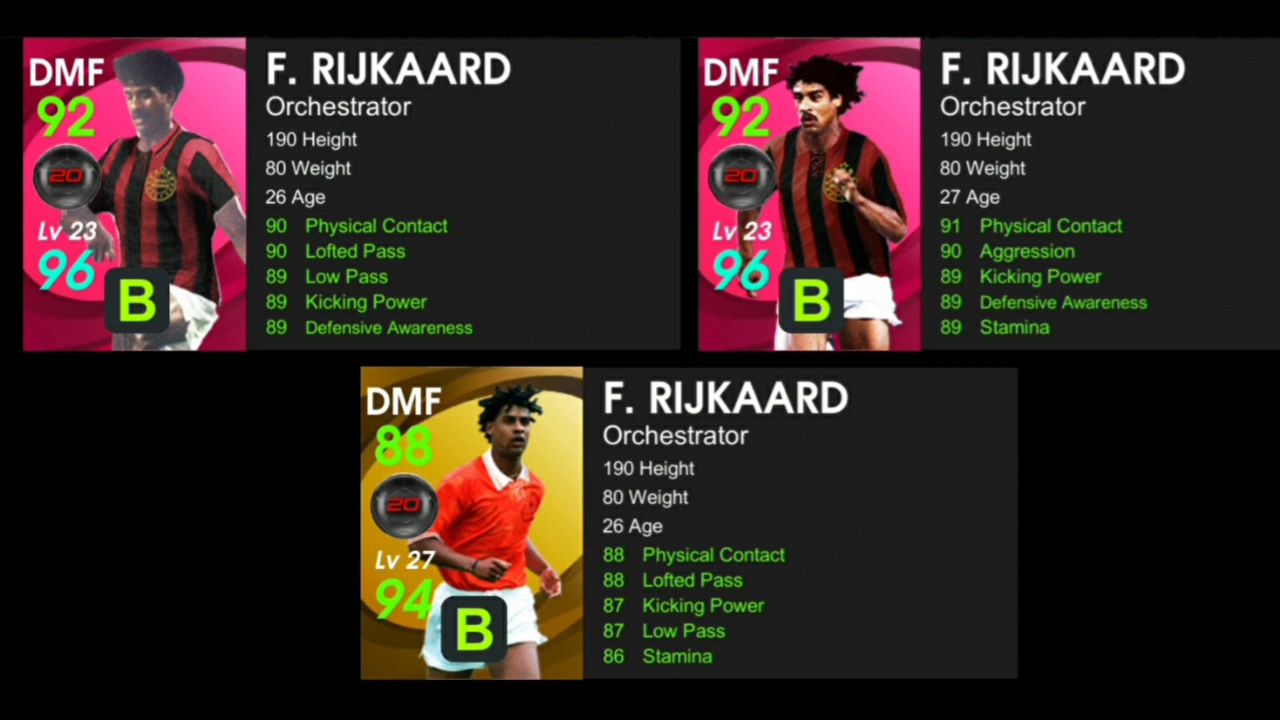 DMF
92
20
Lv 23
96
B
F. RIJKAARD
Orchestrator
190 Height
80 Weight
26 Age
90 Physical Contact
90 Lofted Pass
89 Low Pass
89 Kicking Power
89 Defensive Awareness
DMF
92
20
Lv 23
96
B
F. RIJKAARD
Orchestrator
190 Height
80 Weight
27 Age
91 Physical Contact
90 Aggression
89 Kicking Power
89 Defensive Awareness
89 Stamina
DMF
88
20
Lv 27
94
B
F. RIJKAARD
Orchestrator
190 Height
80 Weight
26 Age
88 Physical Contact
88 Lofted Pass
87 Kicking Power
87 Low Pass
86 Stamina